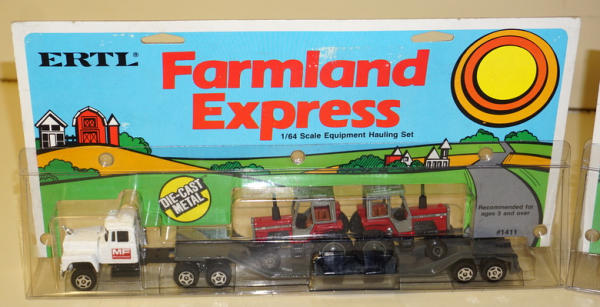 ERTL®
Farmland
Express
1/64 Scale Equipment Hauling Set
DIE-CAST
METAL
Recommended for
ages 3 and over
#1411
MF